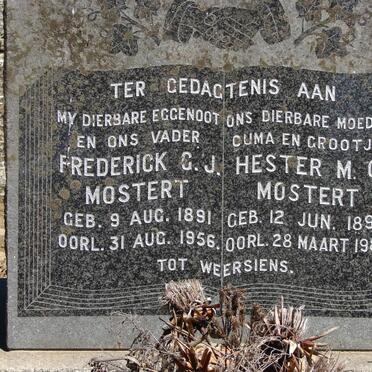 TER GEDAGTENIS AAN
MY DIERBARE EGGENOOT
EN ONS VADER
FREDERICK G. J.
MOSTERT
GEB. 9 AUG. 1891
OORL. 31 AUG. 1956.
ONS DIERBARE
OUMA EN
HESTER M.
MOSTERT
GEB. 12 JUN.
OORL. 28 MAART
TOT WEERSIENS.